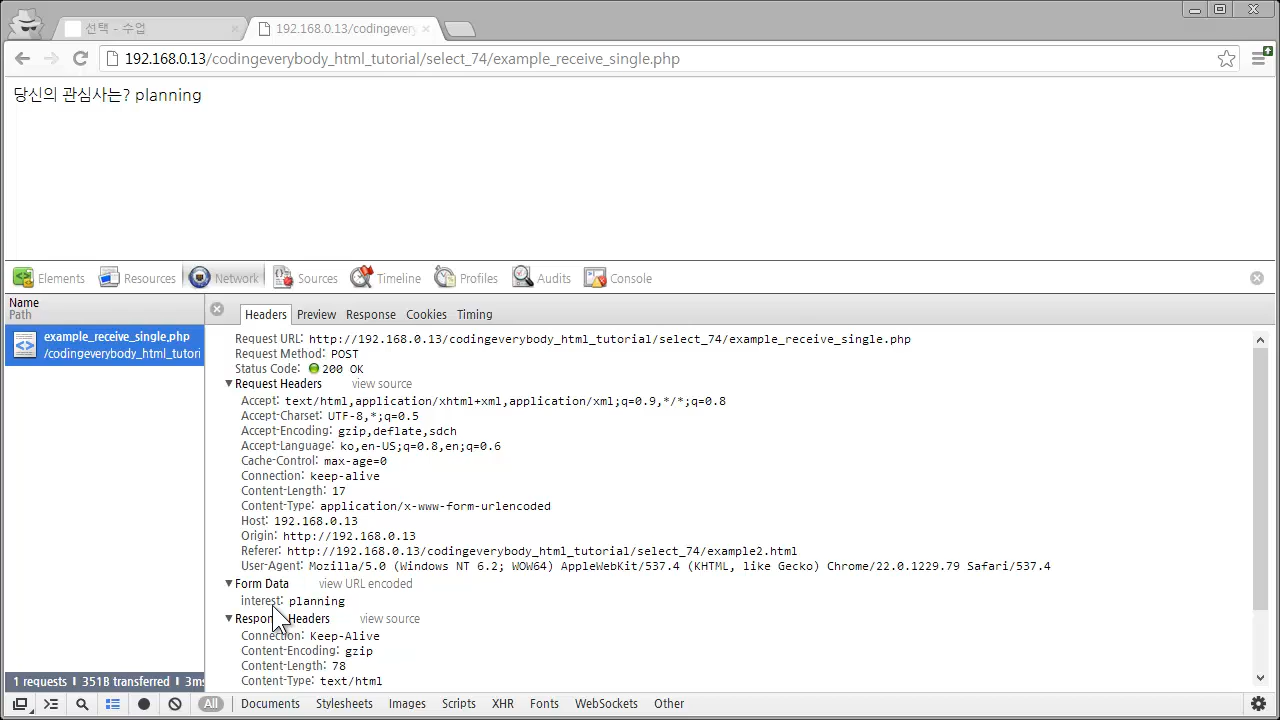 선택 - 수업
192.168.0.13/codingevery
192.168.0.13/codingeverybody_html_tutorial/select_74/example_receive_single.php
당신의 관심사는? planning
Elements Resources Network Sources Timeline Profiles Audits Console
Name
Path
Headers Preview Response Cookies Timing
example_receive_single.php
/codingeverybody_html_tutori
Request URL: http://192.168.0.13/codingeverybody_html_tutorial/select_74/example_receive_single.php
Request Method: POST
Status Code: 200 OK
Request Headers view source
Accept: text/html,application/xhtml+xml,application/xml;q=0.9,*/*;q=0.8
Accept-Charset: UTF-8,*;q=0.5
Accept-Encoding: gzip,deflate,sdch
Accept-Language: ko,en-US;q=0.8,en;q=0.6
Cache-Control: max-age=0
Connection: keep-alive
Content-Length: 17
Content-Type: application/x-www-form-urlencoded
Host: 192.168.0.13
Origin: http://192.168.0.13
Referer: http://192.168.0.13/codingeverybody_html_tutorial/select_74/example2.html
User-Agent: Mozilla/5.0 (Windows NT 6.2; WOW64) AppleWebKit/537.4 (KHTML, like Gecko) Chrome/22.0.1229.79 Safari/537.4
Form Data view URL encoded
interest: planning
Headers view source
Connection: Keep-Alive
Content-Encoding: gzip
Content-Length: 78
Content-Type: text/html
1 requests | 351B transferred | 3ms
All Documents Stylesheets Images Scripts XHR Fonts WebSockets Other